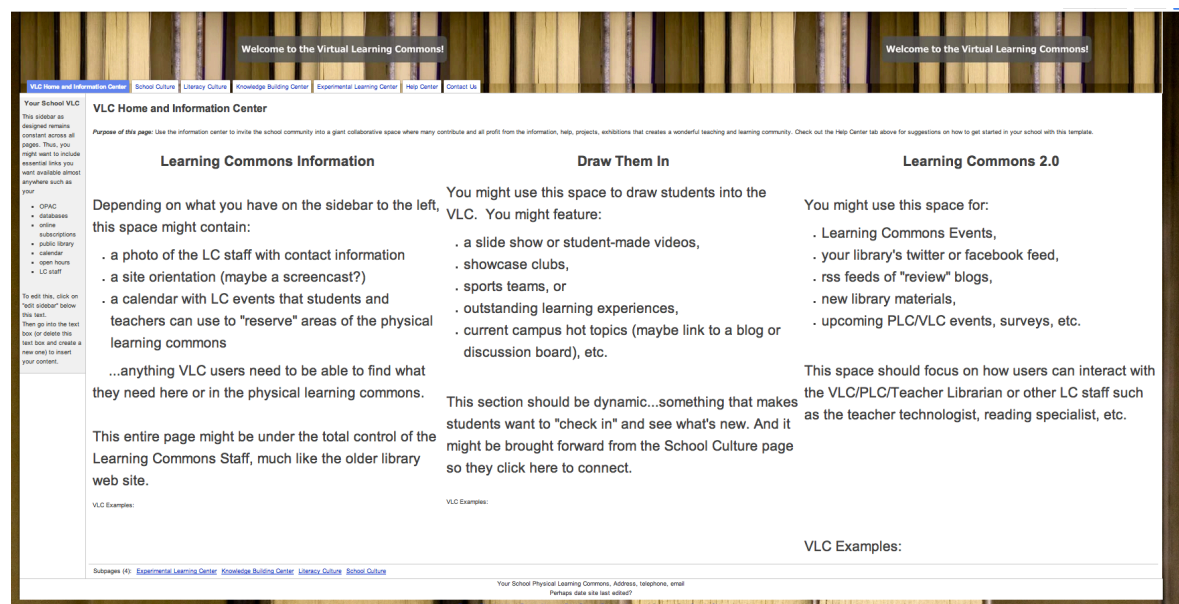 Welcome to the Virtual Learning Commons!
Welcome to the Virtual Learning Commons!
VLC Home and Information Center
School Culture
Literacy Culture
Knowledge Building Center
Experimental Learning Center
Help Center
Contact Us
Your School VLC
This sidebar as
designed remains
constant across all
pages. Thus, you
might want to include
essential links you
want available almost
anywhere such as
your
• OPAC
• databases
• online
subscriptions
• public library
• calendar
• open hours
• LC staff
To edit this, click on
"edit sidebar" below
this text.
Then go into the text
box (or delete this
text box and create a
new one) to insert
your content.
VLC Home and Information Center
Purpose of this page: Use the information center to invite the school community into a giant collaborative space where many contribute and all profit from the information, help, projects, exhibitions that creates a wonderful teaching and learning community. Check out the Help Center tab above for suggestions on how to get started in your school with this template.
Learning Commons Information
Depending on what you have on the sidebar to the left,
this space might contain:
• a photo of the LC staff with contact information
• a site orientation (maybe a screencast?)
• a calendar with LC events that students and
teachers can use to "reserve" areas of the physical
learning commons
...anything VLC users need to be able to find what
they need here or in the physical learning commons.
This entire page might be under the total control of the
Learning Commons Staff, much like the older library
web site.
VLC Examples:
Draw Them In
You might use this space to draw students into the
VLC. You might feature:
• a slide show or student-made videos,
• showcase clubs,
• sports teams, or
• outstanding learning experiences,
• current campus hot topics (maybe link to a blog or
discussion board), etc.
This section should be dynamic...something that makes
students want to "check in" and see what's new. And it
might be brought forward from the School Culture page
so they click here to connect.
VLC Examples:
Learning Commons 2.0
You might use this space for:
• Learning Commons Events,
• your library's twitter or facebook feed,
• rss feeds of "review" blogs,
• new library materials,
• upcoming PLC/VLC events, surveys, etc.
This space should focus on how users can interact with
the VLC/PLC/Teacher Librarian or other LC staff such
as the teacher technologist, reading specialist, etc.
VLC Examples:
Subpages (4): Experimental Learning Center Knowledge Building Center Literacy Culture School Culture
Your School Physical Learning Commons, Address, telephone, email
Perhaps date site last edited?